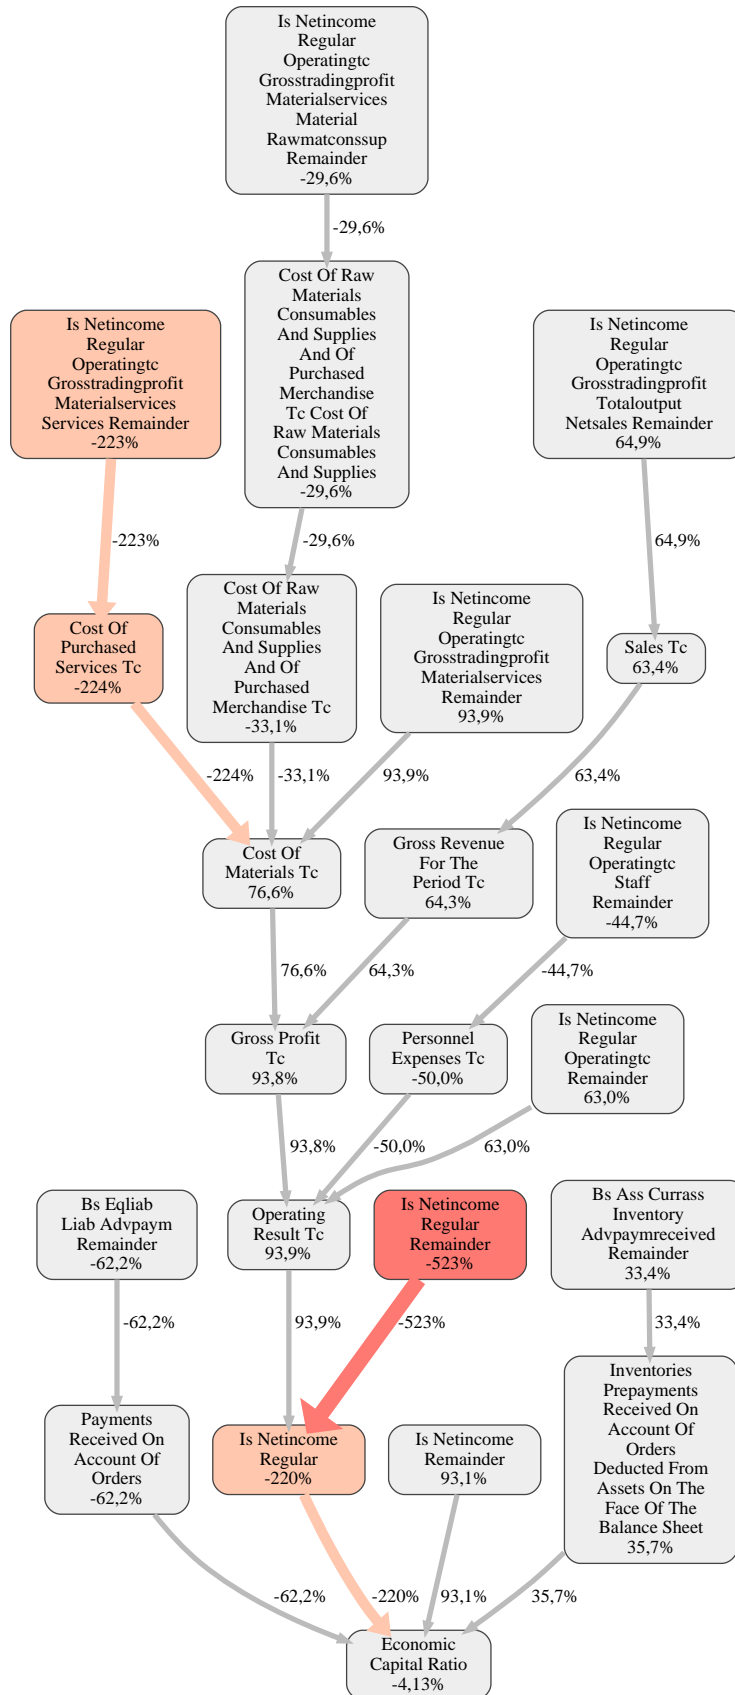 Is Netincome
Regular
Operatingtc
Grosstradingprofit
Materialservices
Material
Rawmatconssup
Remainder
-29,6%
-29,6%
Cost Of Raw
Materials
Consumables
And Supplies
And Of
Purchased
Merchandise
Tc Cost Of
Raw Materials
Consumables
And Supplies
-29,6%
Is Netincome
Regular
Operatingtc
Grosstradingprofit
Materialservices
Services Remainder
-223%
Is Netincome
Regular
Operatingtc
Grosstradingprofit
Totaloutput
Netsales Remainder
64,9%
-223%
-29,6%
64,9%
Cost Of
Purchased
Services Tc
-224%
Cost Of Raw
Materials
Consumables
And Supplies
And Of
Purchased
Merchandise Tc
-33,1%
Is Netincome
Regular
Operatingtc
Grosstradingprofit
Materialservices
Remainder
93,9%
Sales Tc
63,4%
-224%
-33,1%
93,9%
63,4%
Cost Of
Materials Tc
76,6%
Gross Revenue
For The
Period Tc
64,3%
Is Netincome
Regular
Operatingtc
Staff
Remainder
-44,7%
76,6%
64,3%
-44,7%
Gross Profit
Tc
93,8%
Personnel
Expenses Tc
-50,0%
Is Netincome
Regular
Operatingtc
Remainder
63,0%
93,8%
-50,0%
63,0%
Bs Eqliab
Liab Advpaym
Remainder
-62,2%
Operating
Result Tc
93,9%
Is Netincome
Regular
Remainder
-523%
Bs Ass Currass
Inventory
Advpaymreceived
Remainder
33,4%
-62,2%
93,9%
-523%
33,4%
Payments
Received On
Account Of
Orders
-62,2%
Is Netincome
Regular
-220%
Is Netincome
Remainder
93,1%
Inventories
Prepayments
Received On
Account Of
Orders
Deducted From
Assets On The
Face Of The
Balance Sheet
35,7%
-62,2%
-220%
93,1%
35,7%
Economic
Capital Ratio
-4,13%